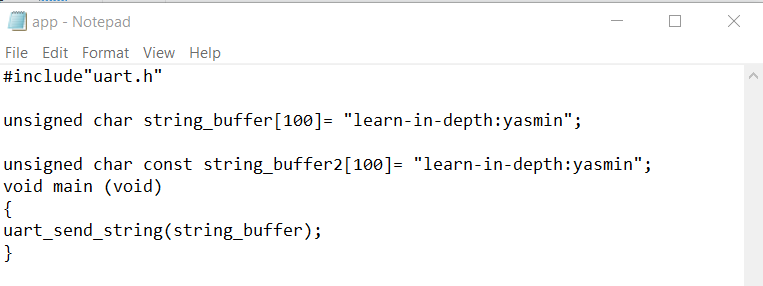 app - Notepad
File Edit Format View Help
#include"uart.h"
unsigned char string_buffer[100]= "learn-in-depth:yasmin";
unsigned char const string_buffer2[100]= "learn-in-depth:yasmin";
void main (void)
{
uart_send_string(string_buffer);
}